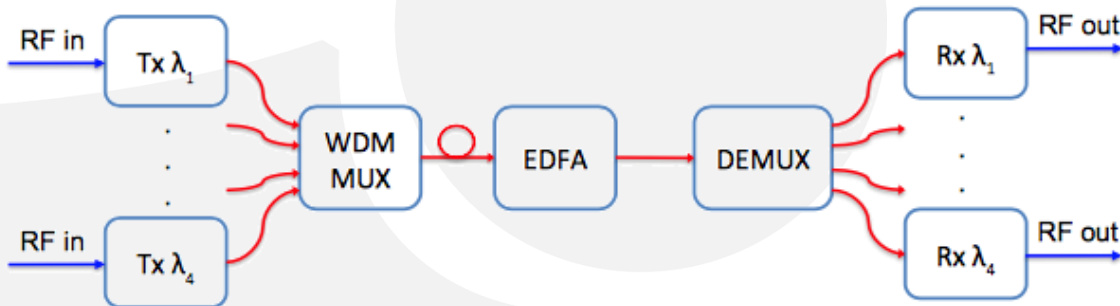 RF in
Tx λ₁
RF in
Tx λ₄
WDM
MUX
EDFA
DEMUX
Rx λ₁
RF out
Rx λ₄
RF out